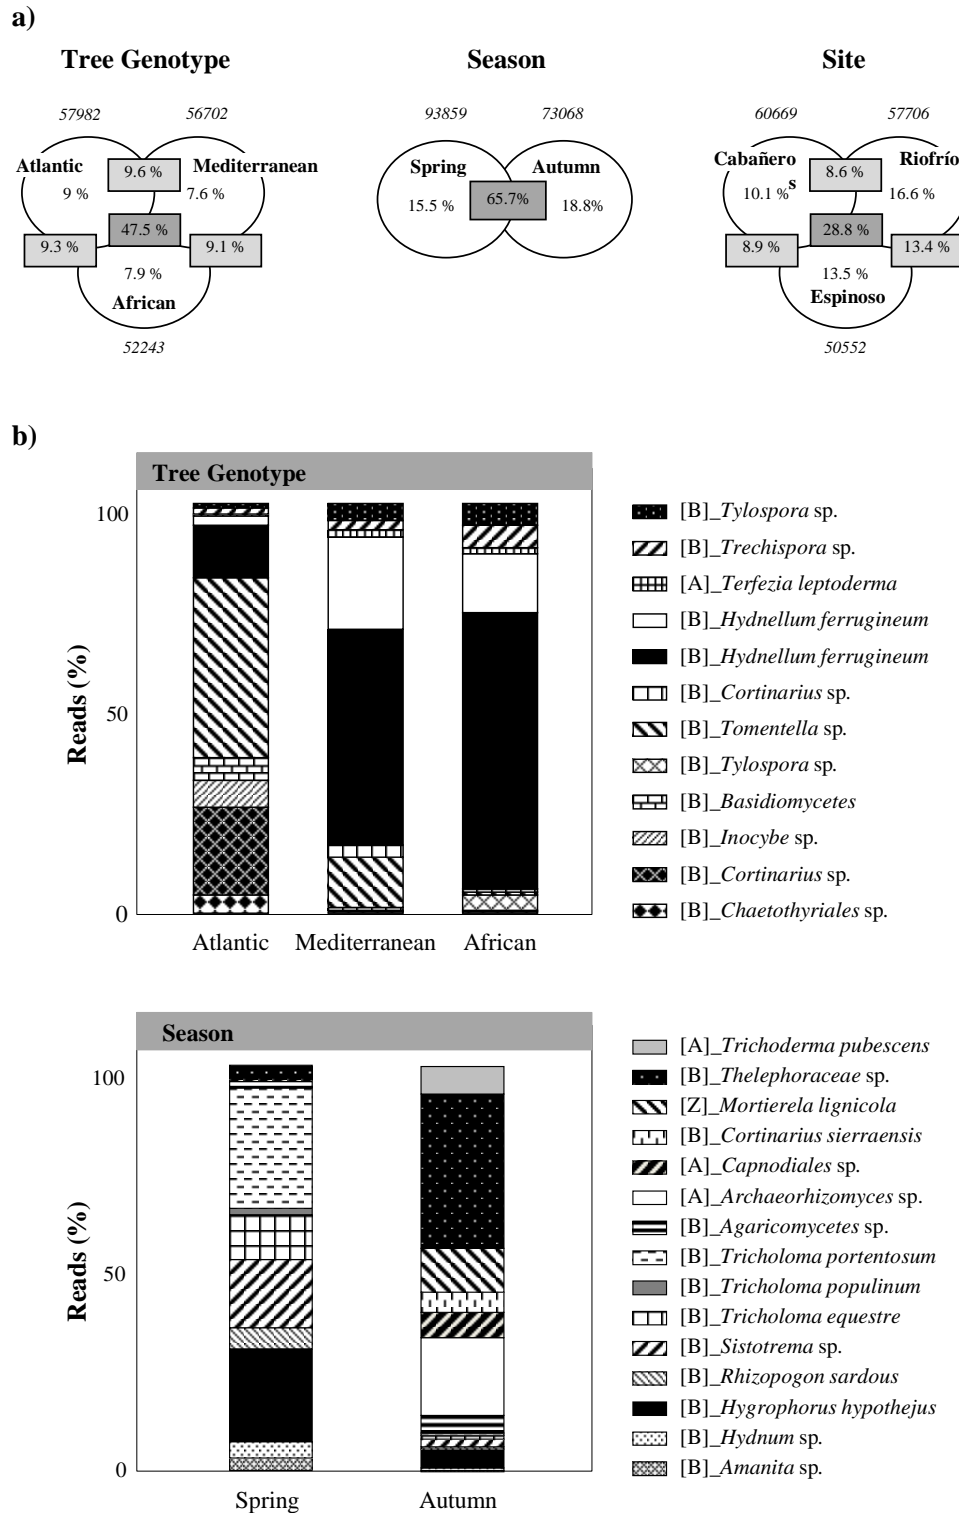 a)
Tree Genotype
Season
Site
57982
56702
93859
73068
60669
57706
Atlantic
9.6 %
Mediterranean
9 %
7.6 %
47.5 %
9.3 %
9.1 %
7.9 %
African
52243
Spring
Autumn
15.5 %
65.7%
18.8%
Cabañero
s
8.6 %
Riofrío
10.1 %
16.6 %
28.8 %
8.9 %
13.4 %
13.5 %
Espinoso
50552
b)
Tree Genotype
Reads (%)
100
50
0
Atlantic
Mediterranean
African
[B]_Tylospora sp.
[B]_Trechispora sp.
[A]_Terfezia leptoderma
[B]_Hydnellum ferrugineum
[B]_Hydnellum ferrugineum
[B]_Cortinarius sp.
[B]_Tomentella sp.
[B]_Tylospora sp.
[B]_Basidiomycetes
[B]_Inocybe sp.
[B]_Cortinarius sp.
[B]_Chaetothyriales sp.
Season
Reads (%)
100
50
0
Spring
Autumn
[A]_Trichoderma pubescens
[B]_Thelephoraceae sp.
[Z]_Mortierela lignicola
[B]_Cortinarius sierraensis
[A]_Capnodiales sp.
[A]_Archaeorhizomyces sp.
[B]_Agaricomycetes sp.
[B]_Tricholoma portentosum
[B]_Tricholoma populinum
[B]_Tricholoma equestre
[B]_Sistotrema sp.
[B]_Rhizopogon sardous
[B]_Hygrophorus hypothejus
[B]_Hydnum sp.
[B]_Amanita sp.